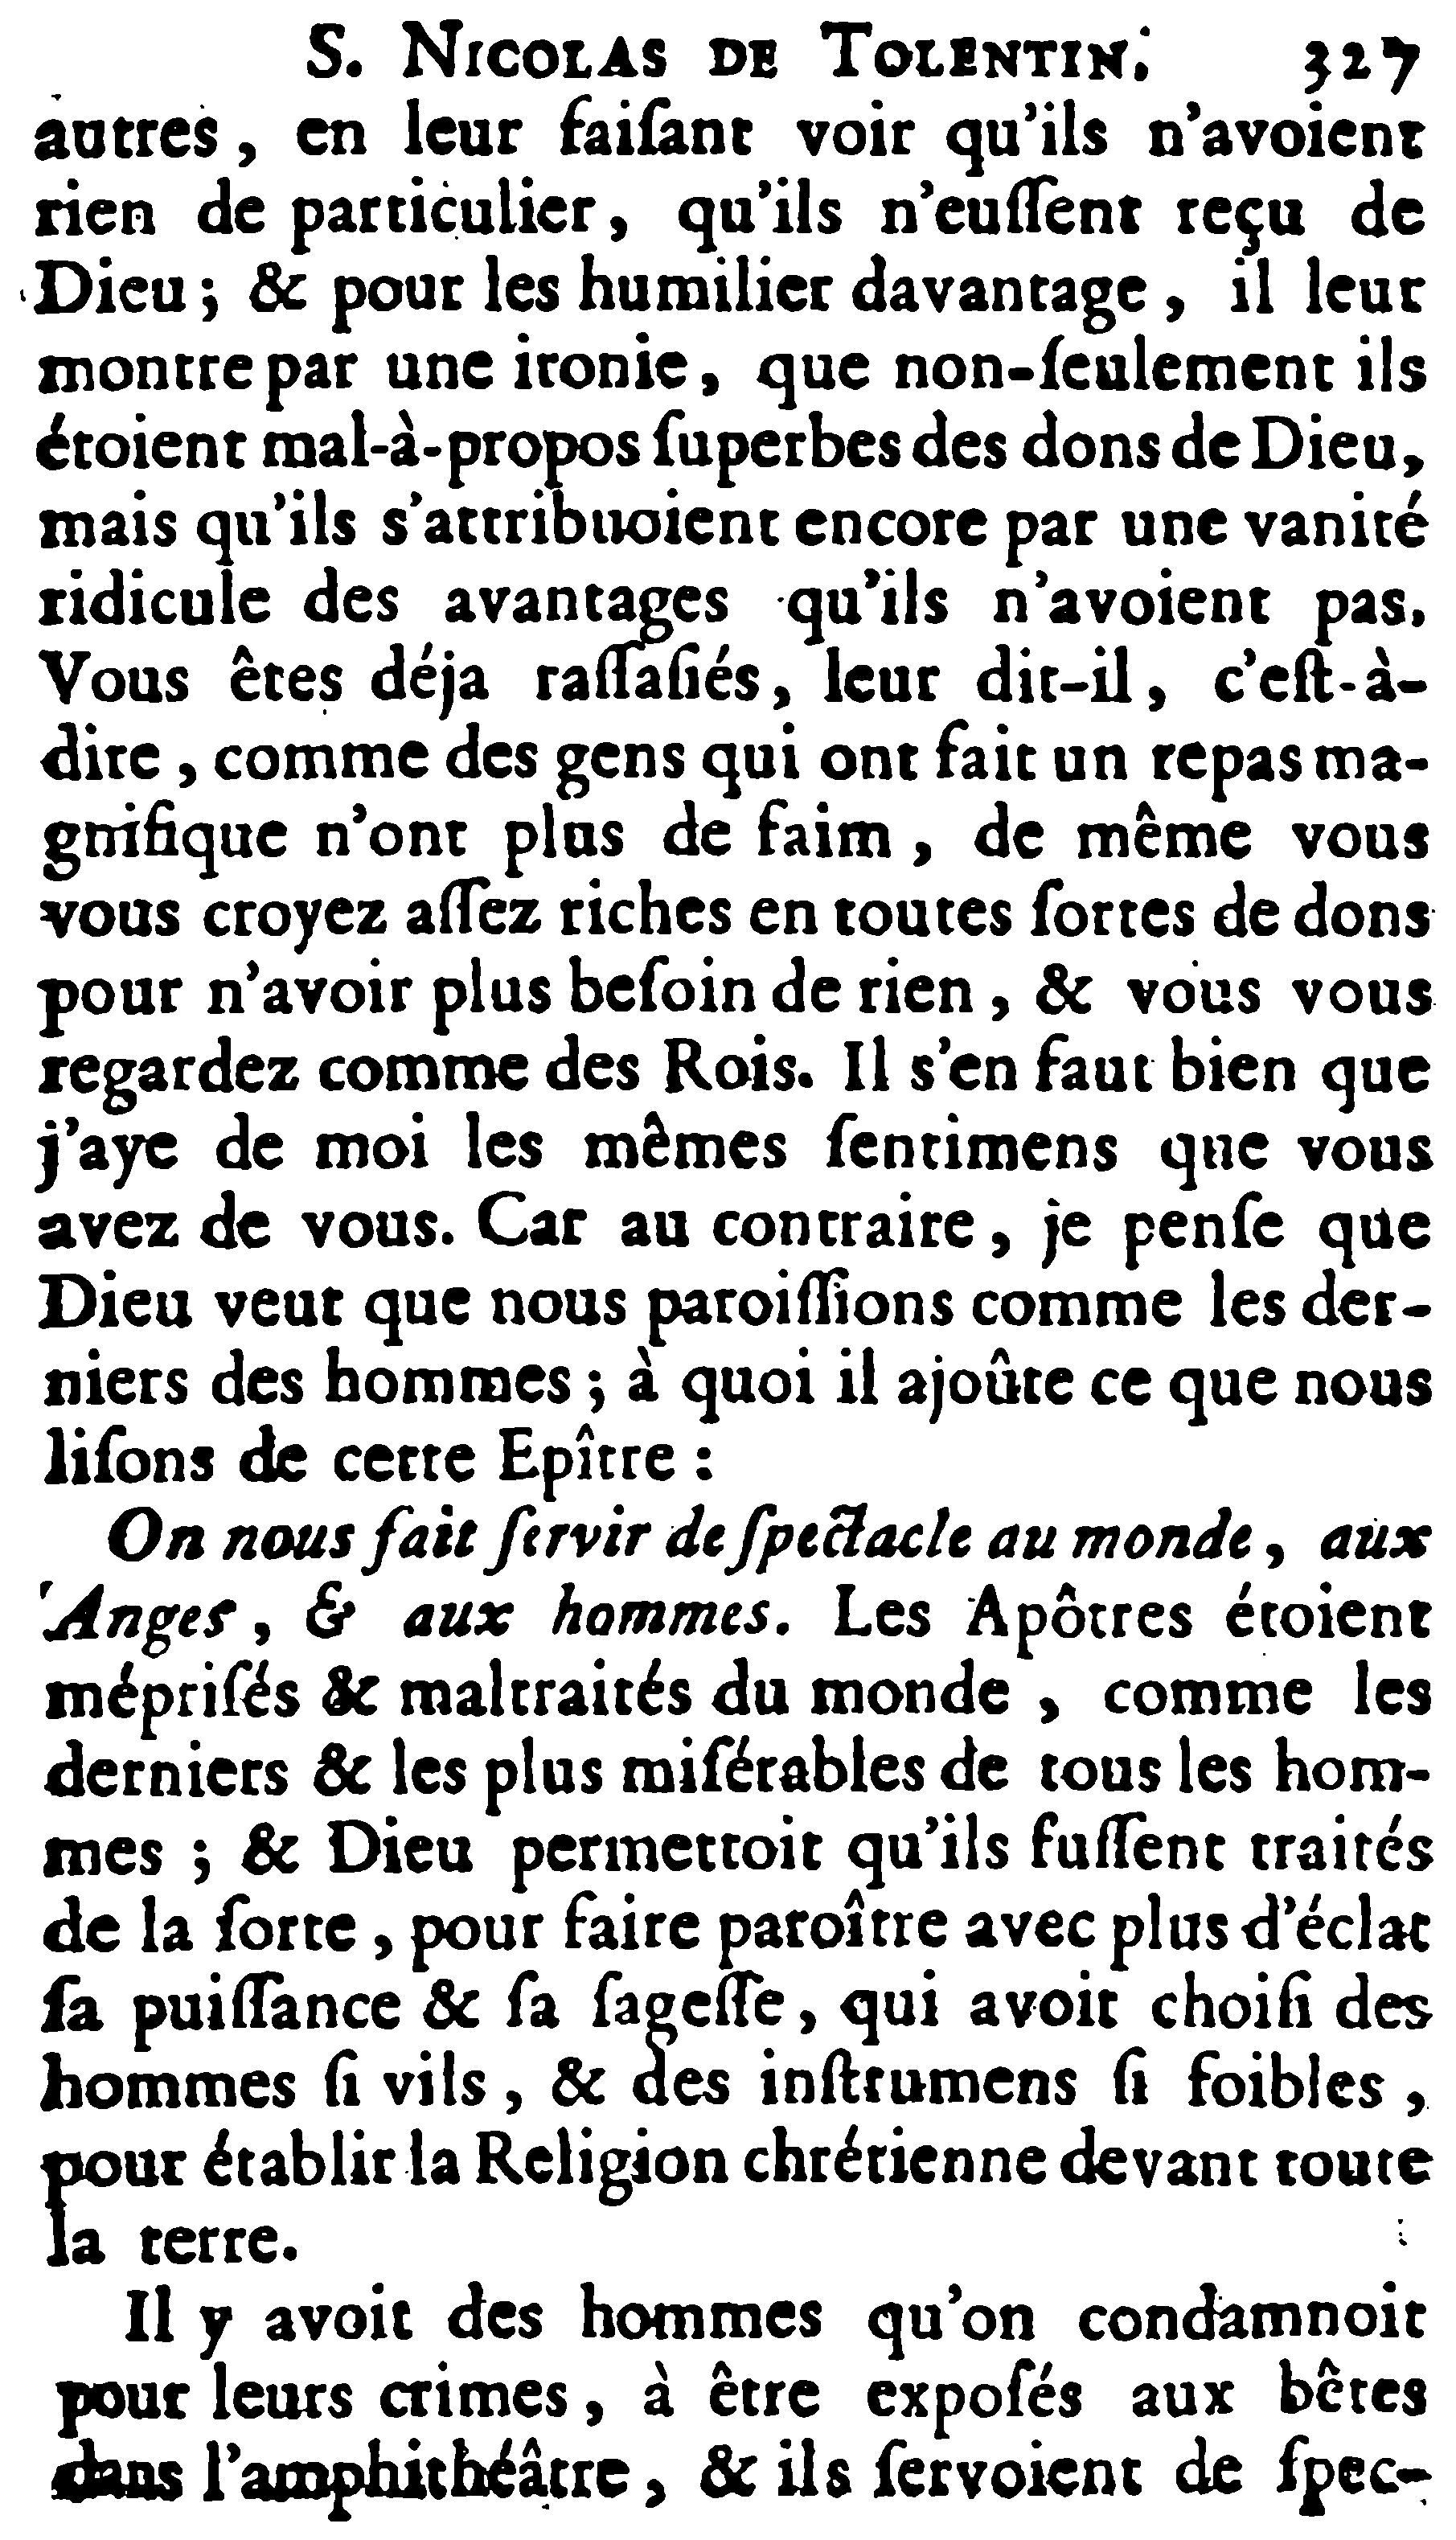 S. NICOLAS DE TOLENTIN. 327
autres, en leur faiſant voir qu'ils n'avoient
rien de particulier, qu'ils n'euſſent reçu de
Dieu; & pour les humilier davantage, il leur
montre par une ironie, que non-ſeulement ils
étoient mal-à-propos ſuperbes des dons de Dieu,
mais qu'ils s'attribuoient encore par une vanité
ridicule des avantages qu'ils n'avoient pas.
Vous êtes déja raſſaſiés, leur dit-il, c'eſt-à-
dire, comme des gens qui ont fait un repas ma-
gnifique n'ont plus de faim, de même vous
vous croyez aſſez riches en toutes ſortes de dons
pour n'avoir plus beſoin de rien, & vous vous
regardez comme des Rois. Il s'en faut bien que
j'aye de moi les mêmes ſentimens que vous
avez de vous. Car au contraire, je penſe que
Dieu veut que nous paroiſſions comme les der-
niers des hommes; à quoi il ajoûte ce que nous
liſons de cette Epître :
On nous fait ſervir de ſpectacle au monde, aux
Anges, & aux hommes. Les Apôtres étoient
mépriſés & maltraités du monde, comme les
derniers & les plus miſérables de tous les hom-
mes; & Dieu permettoit qu'ils fuſſent traités
de la ſorte, pour faire paroître avec plus d'éclat
ſa puiſſance & ſa ſageſſe, qui avoit choiſi des
hommes ſi vils, & des inſtrumens ſi foibles,
pour établir la Religion chrétienne devant toute
la terre.
Il y avoit des hommes qu'on condamnoit
pour leurs crimes, à être expoſés aux bêtes
dans l'amphithéâtre, & ils ſervoient de ſpec-